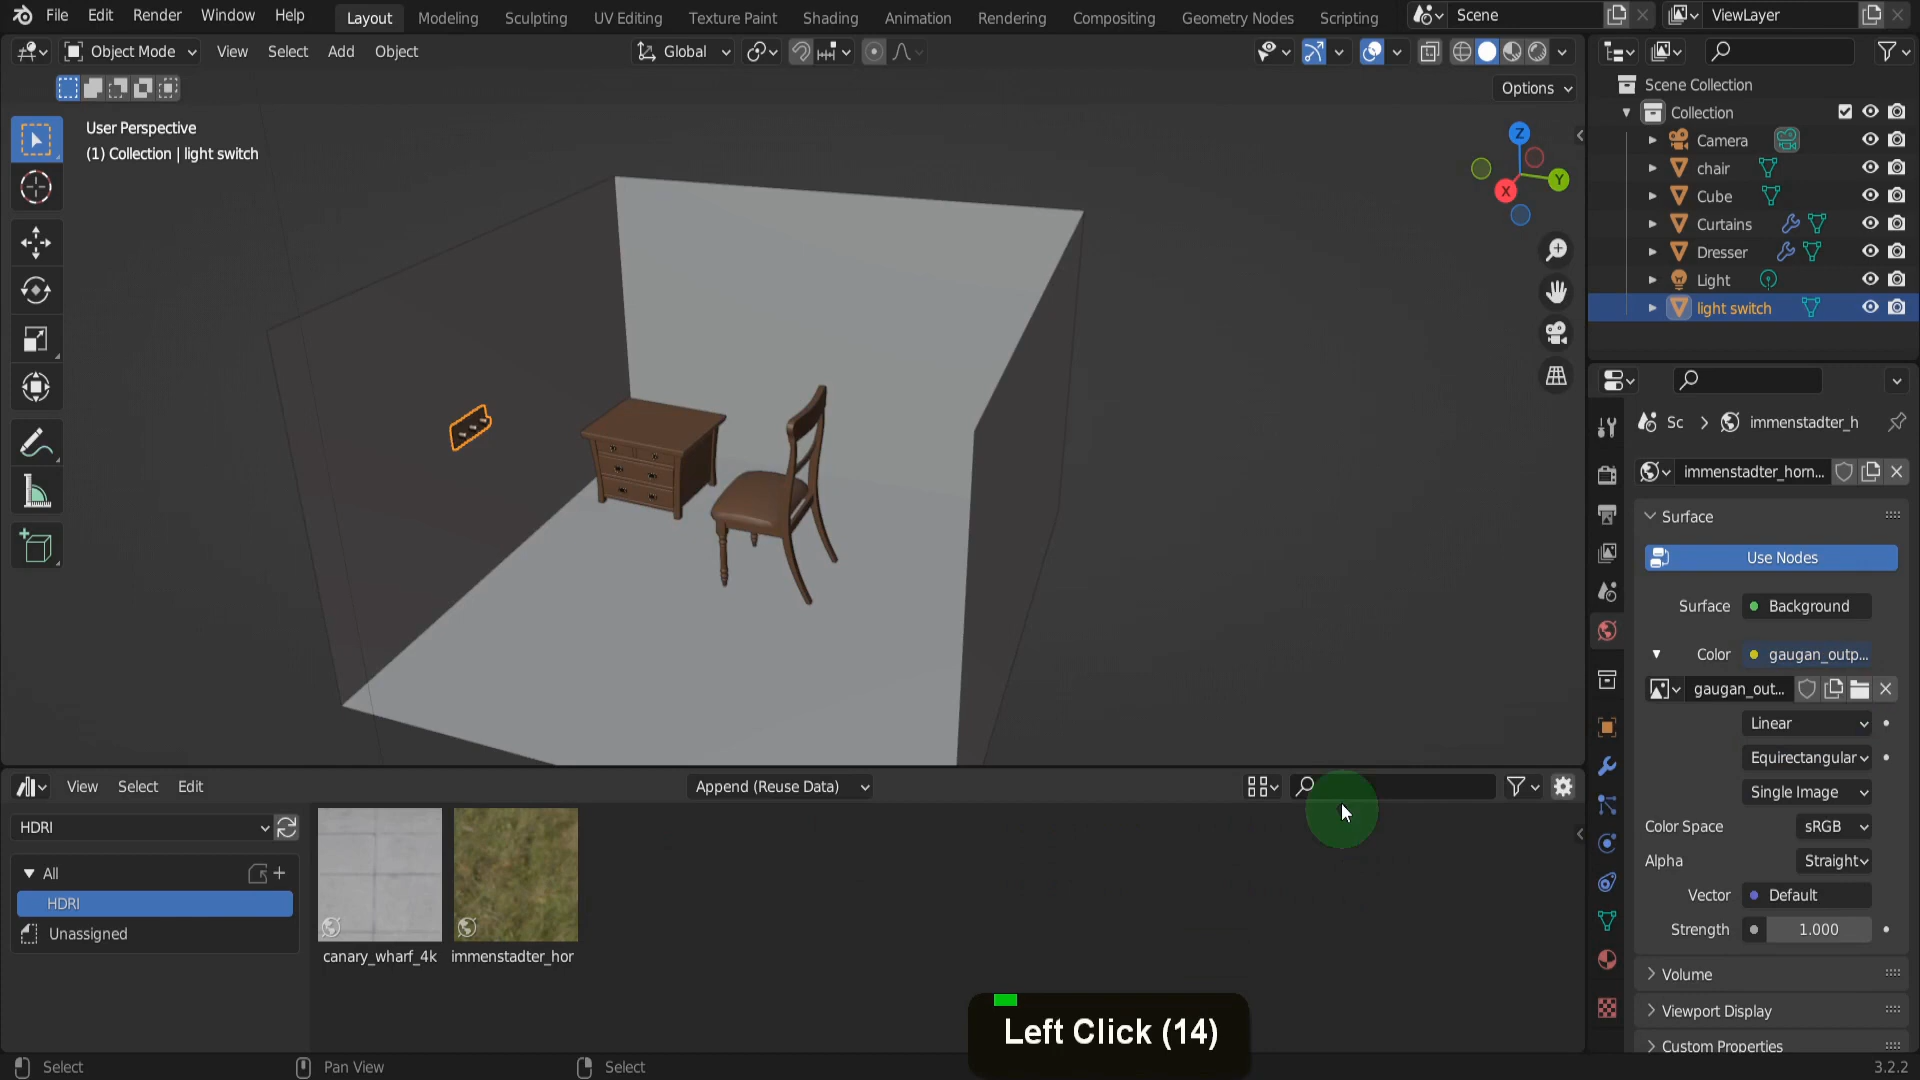 File Edit Render Window Help
Layout Modeling Sculpting UV Editing Texture Paint Shading Animation Rendering Compositing Geometry Nodes Scripting
Scene
ViewLayer
Object Mode View Select Add Object
Global
Options
User Perspective
(1) Collection | light switch
Z
Y
X
Scene Collection
Collection
Camera
chair
Cube
Curtains
Dresser
Light
light switch
Sc immenstadter_h
immenstadter_horn...
Surface
Use Nodes
Surface Background
Color gaugan_outp...
gaugan_out...
Linear
Equirectangular
Single Image
Color Space sRGB
Alpha Straight
Vector Default
Strength 1.000
Volume
Viewport Display
Custom Properties
View Select Edit
Append (Reuse Data)
HDRI
All
HDRI
Unassigned
canary_wharf_4k
immenstadter_hor
Left Click (14)
Select
Pan View
Select
3.2.2